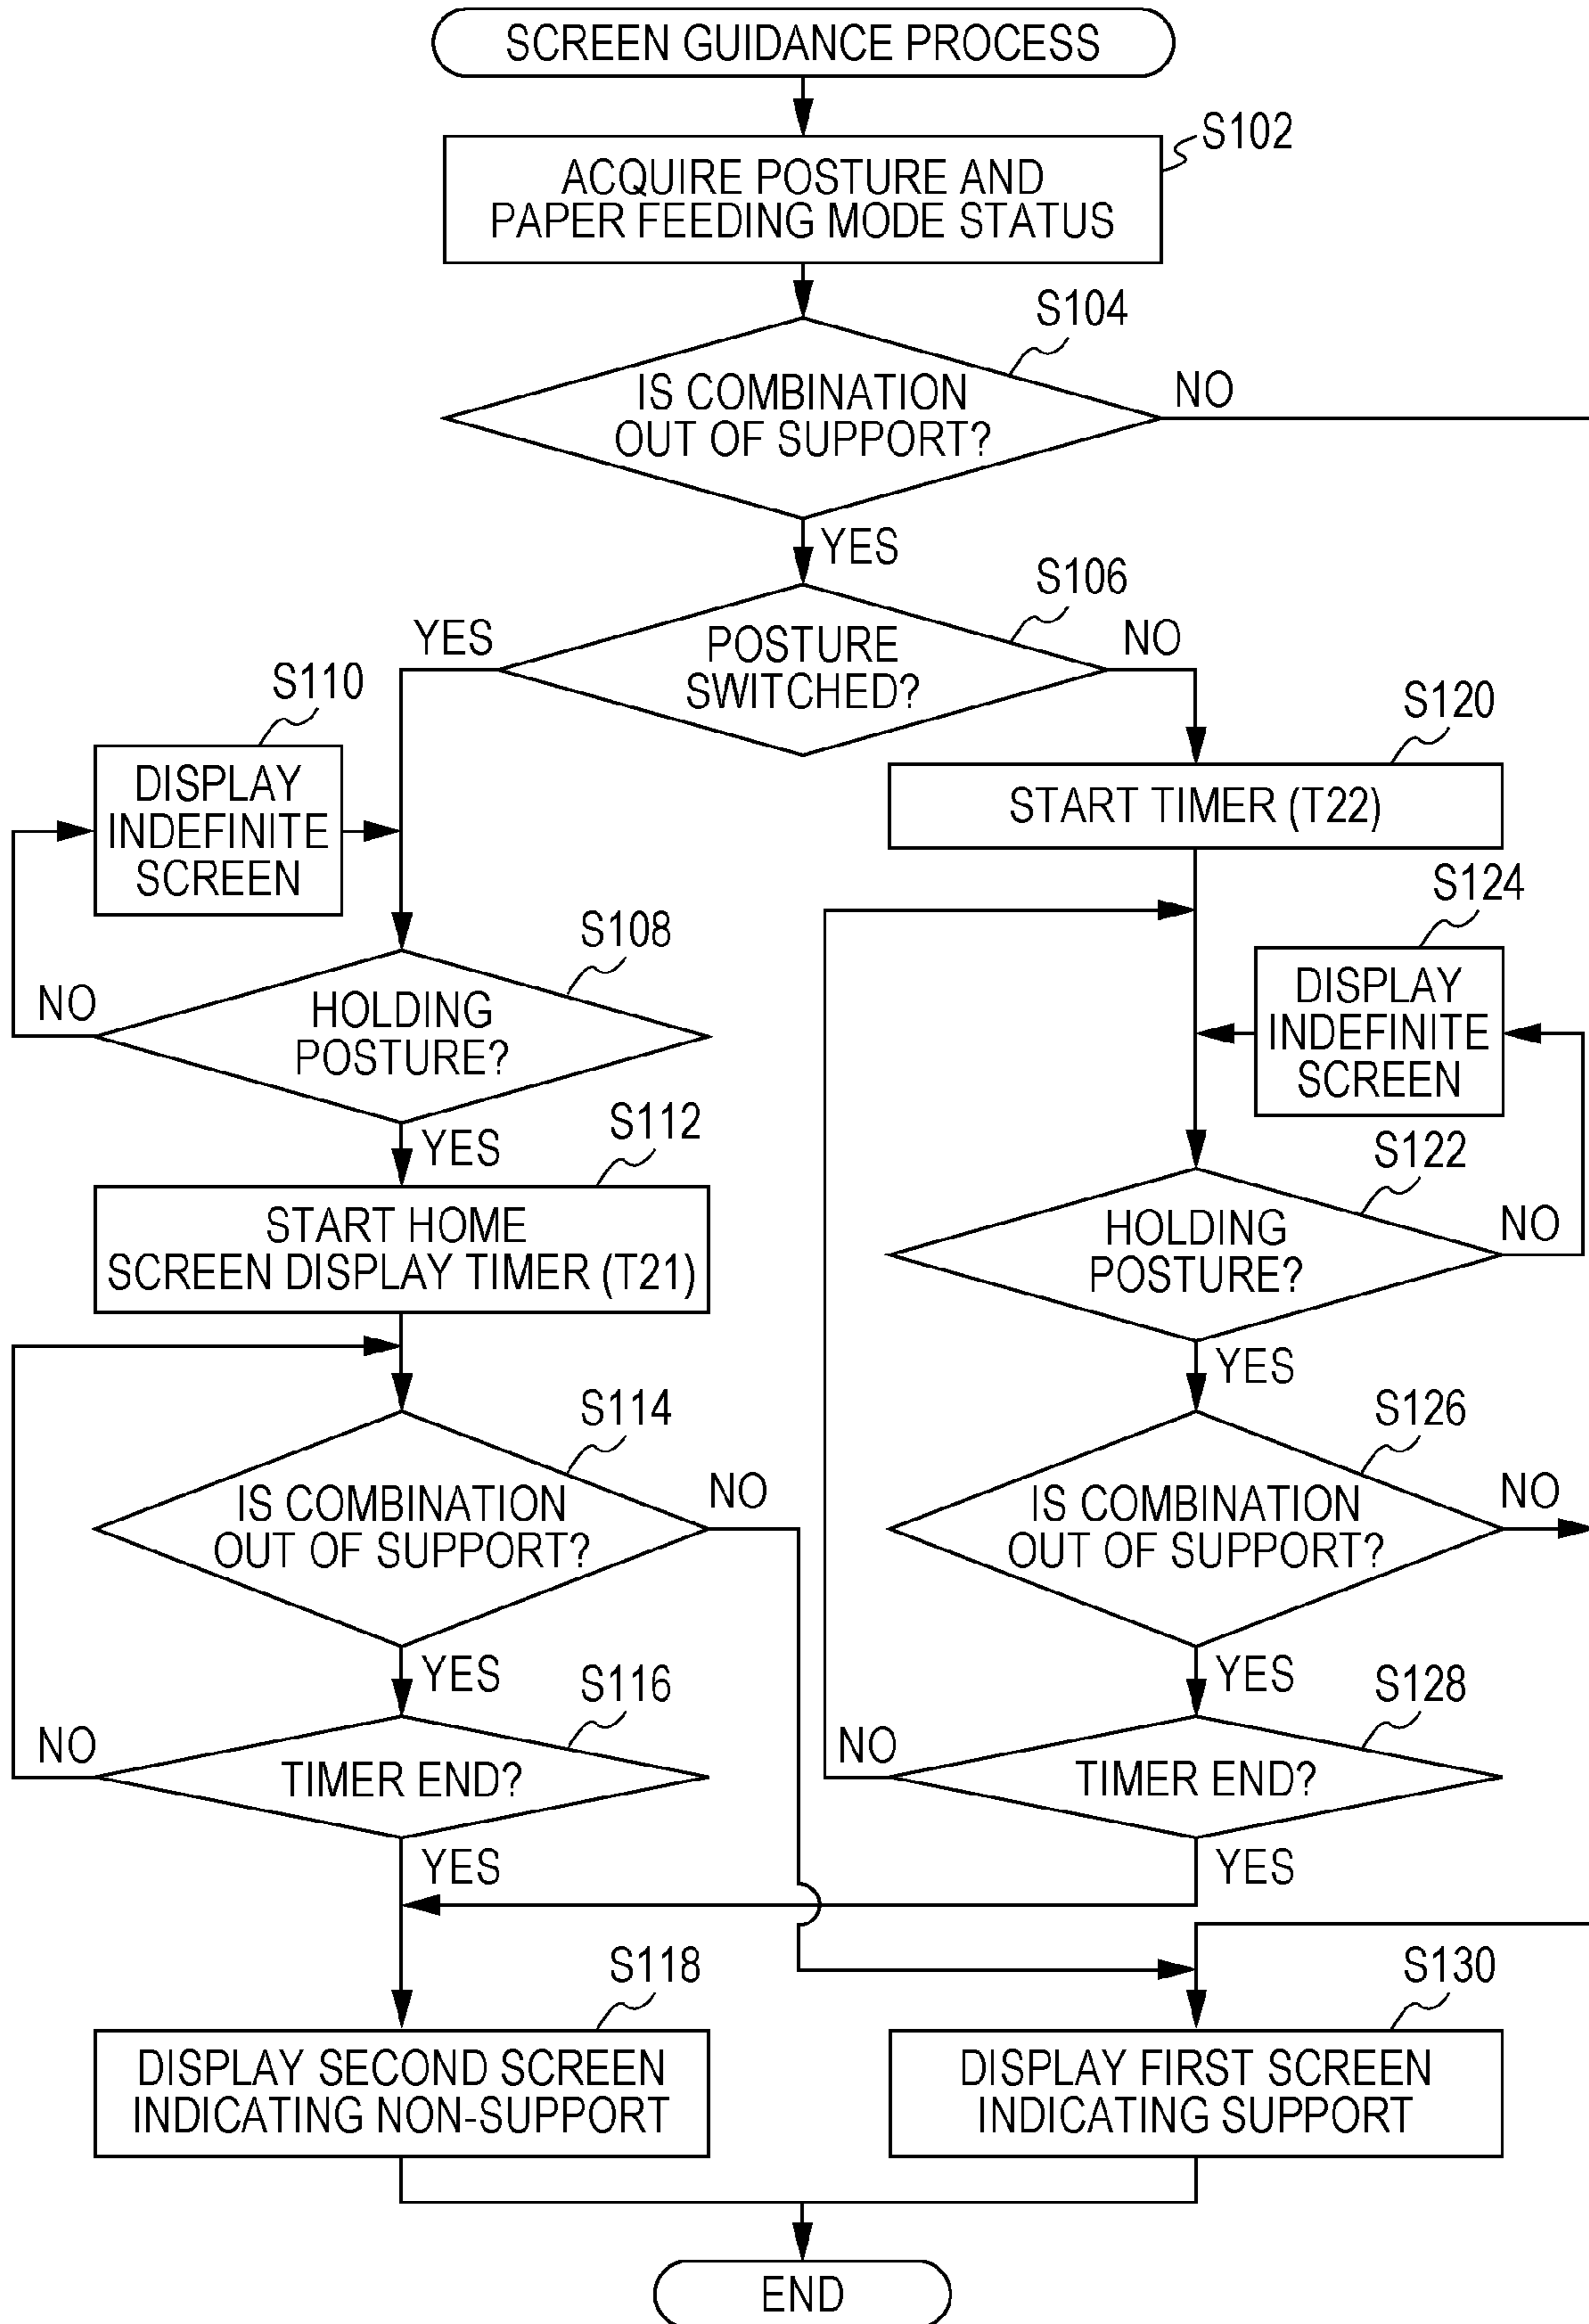 SCREEN GUIDANCE PROCESS
S102
ACQUIRE POSTURE AND
PAPER FEEDING MODE STATUS
S104
IS COMBINATION
OUT OF SUPPORT?
NO
YES
S106
POSTURE
SWITCHED?
YES
NO
S110
DISPLAY
INDEFINITE
SCREEN
S108
HOLDING
POSTURE?
NO
YES
S112
START HOME
SCREEN DISPLAY TIMER (T21)
S114
IS COMBINATION
OUT OF SUPPORT?
NO
YES
S116
TIMER END?
NO
YES
S118
DISPLAY SECOND SCREEN
INDICATING NON-SUPPORT
S120
START TIMER (T22)
S124
DISPLAY
INDEFINITE
SCREEN
S122
HOLDING
POSTURE?
NO
YES
S126
IS COMBINATION
OUT OF SUPPORT?
NO
YES
S128
TIMER END?
NO
YES
S130
DISPLAY FIRST SCREEN
INDICATING SUPPORT
END